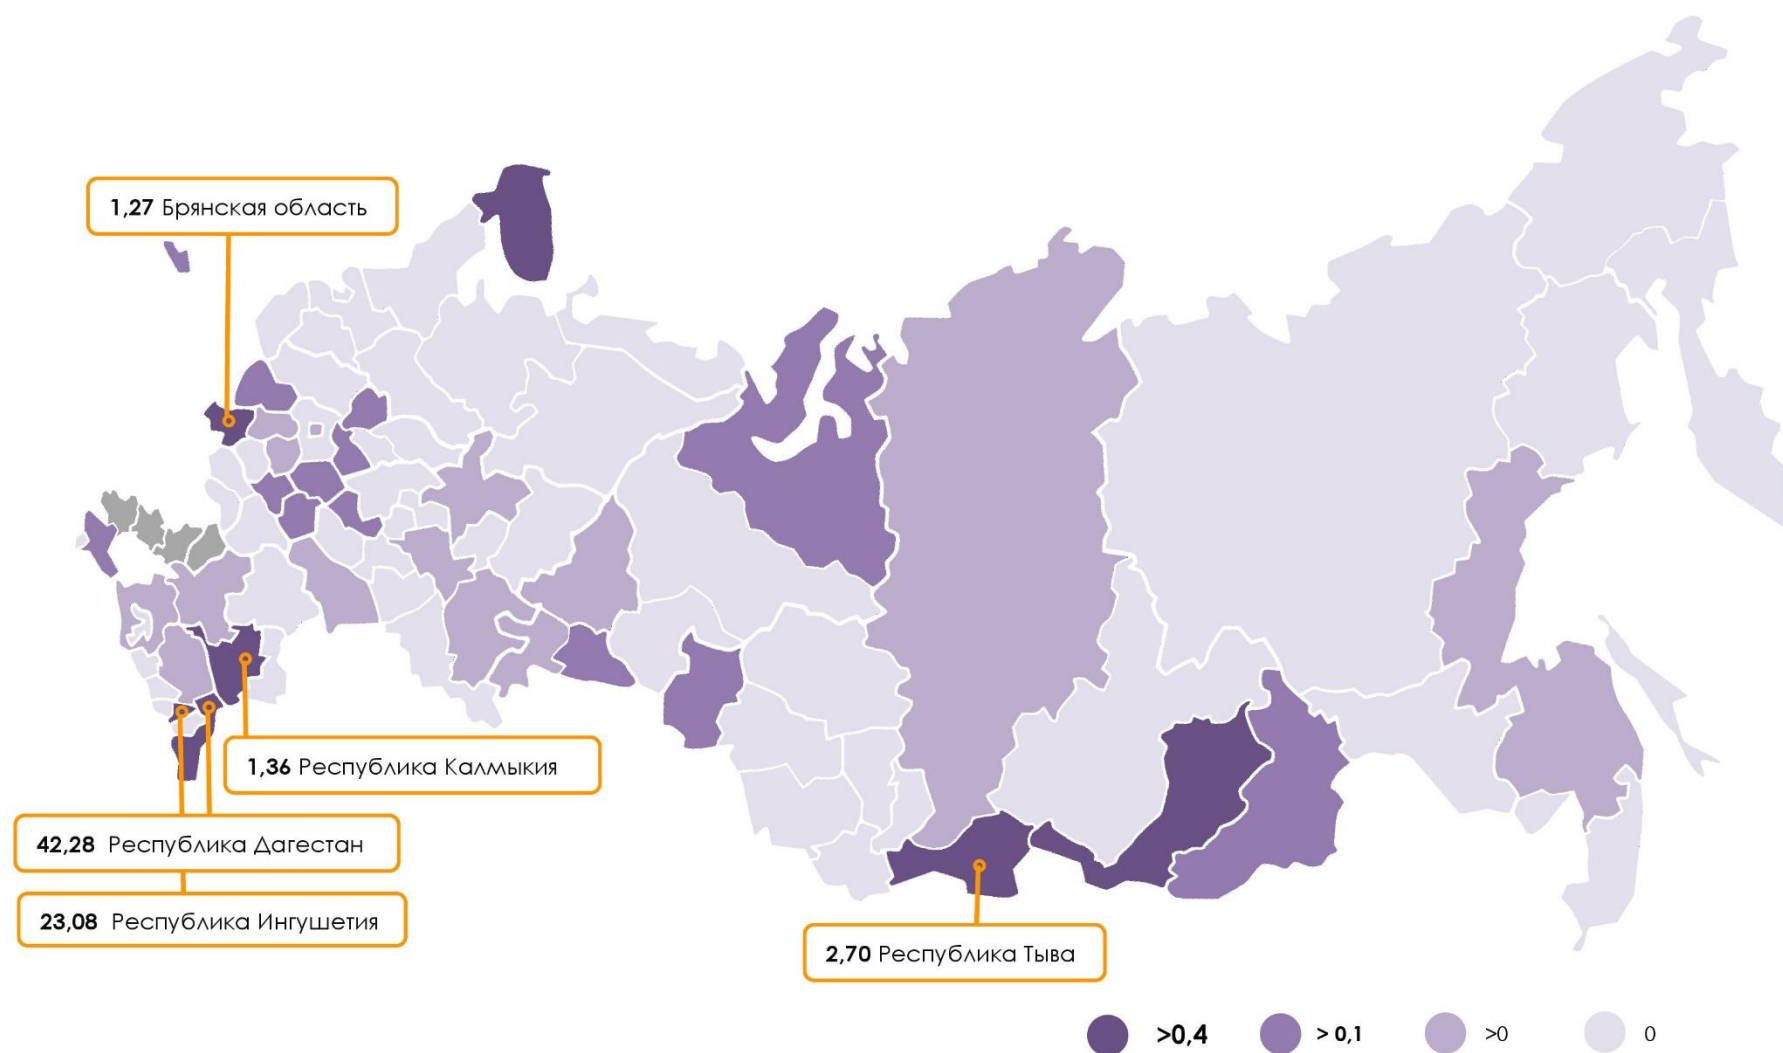 1,27 Брянская область
1,36 Республика Калмыкия
42,28 Республика Дагестан
23,08 Республика Ингушетия
2,70 Республика Тыва
>0,4 > 0,1 >0 0